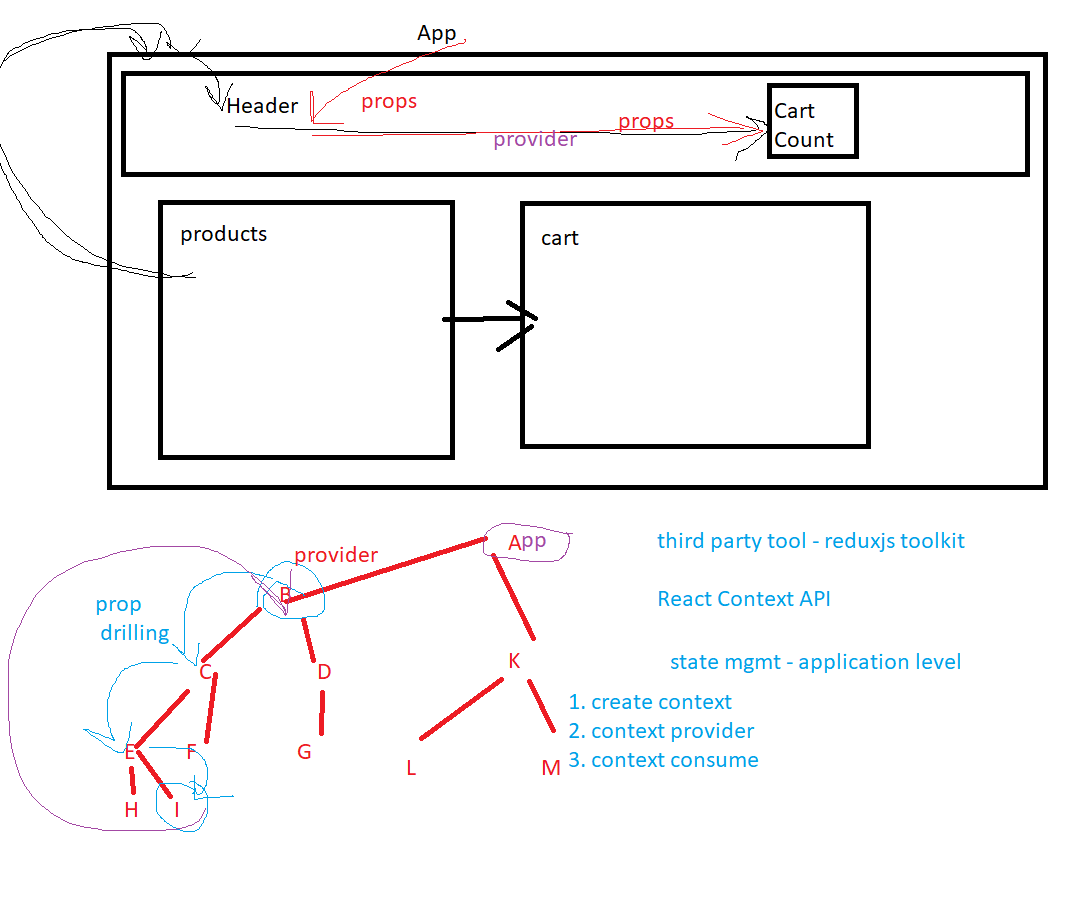 App
Header
props
props
provider
Cart
Count
products
cart
App
third party tool - reduxjs toolkit
provider
B
React Context API
prop
drilling
C
D
K
state mgmt - application level
1. create context
2. context provider
3. context consume
E
F
G
L
M
H
I